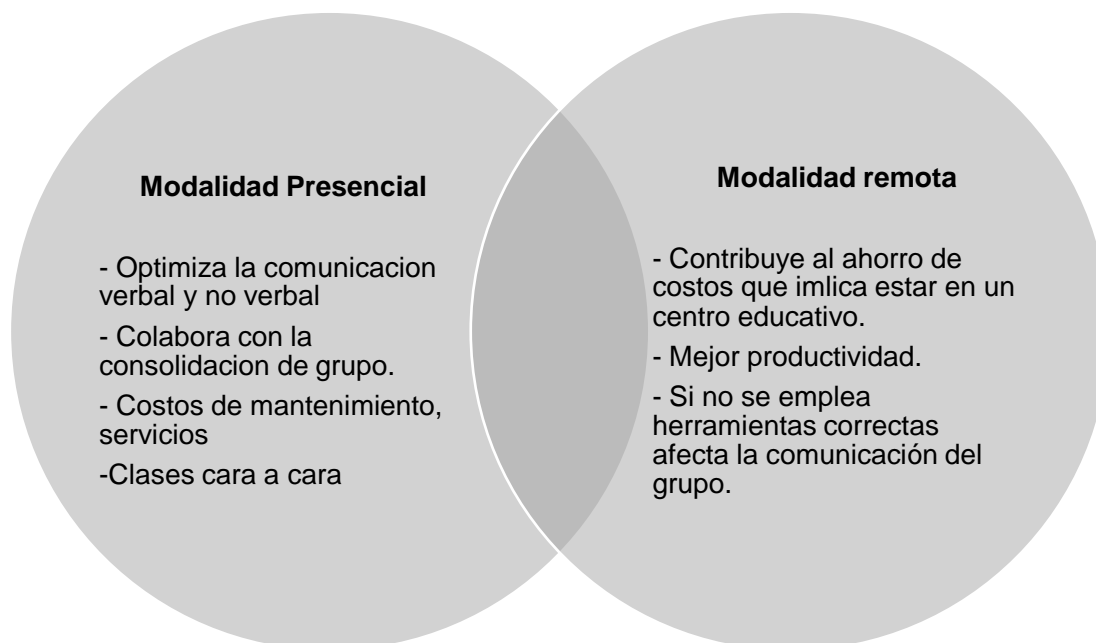 Modalidad Presencial
- Optimiza la comunicacion
verbal y no verbal
- Colabora con la
consolidacion de grupo.
- Costos de mantenimiento,
servicios
-Clases cara a cara
Modalidad remota
- Contribuye al ahorro de
costos que imlica estar en un
centro educativo.
- Mejor productividad.
- Si no se emplea
herramientas correctas
afecta la comunicación del
grupo.